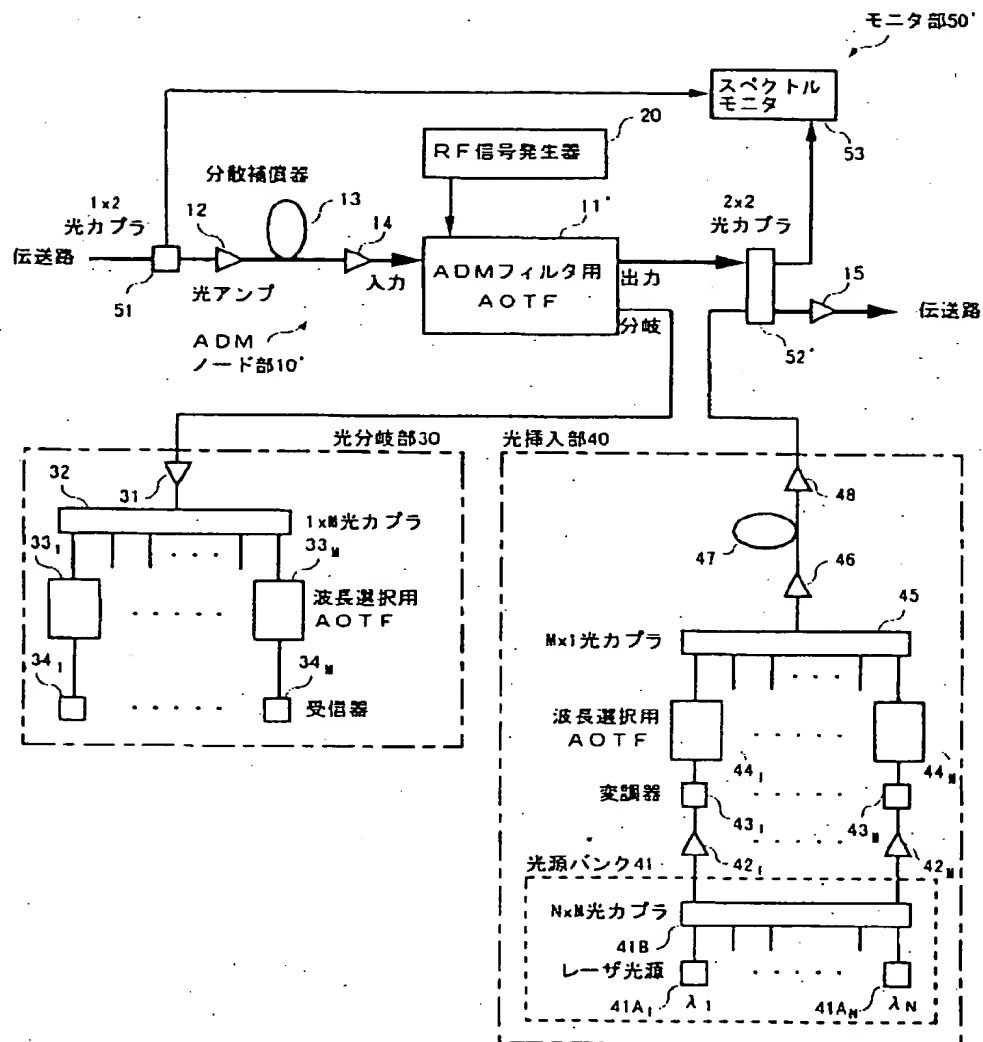 モニタ部50'
スペクトル
モニタ
53
20
RF信号発生器
分散補償器
13
1x2
光カプラ
12
14
11'
2x2
光カプラ
伝送路
51
光アンプ
入力
ADMフィルタ用
AOTF
出力
分岐
15
伝送路
52'
ADM
ノード部10'
光分岐部30
31
32
1xM光カプラ
33₁
33M
波長選択用
AOTF
34₁
34M
受信器
光挿入部40
48
47
46
45
Mx1光カプラ
波長選択用
AOTF
44₁
44M
変調器
43₁
43M
光源バンク41
42₁
42M
NxM光カプラ
41B
レーザ光源
41A₁
λ1
41AN
λN